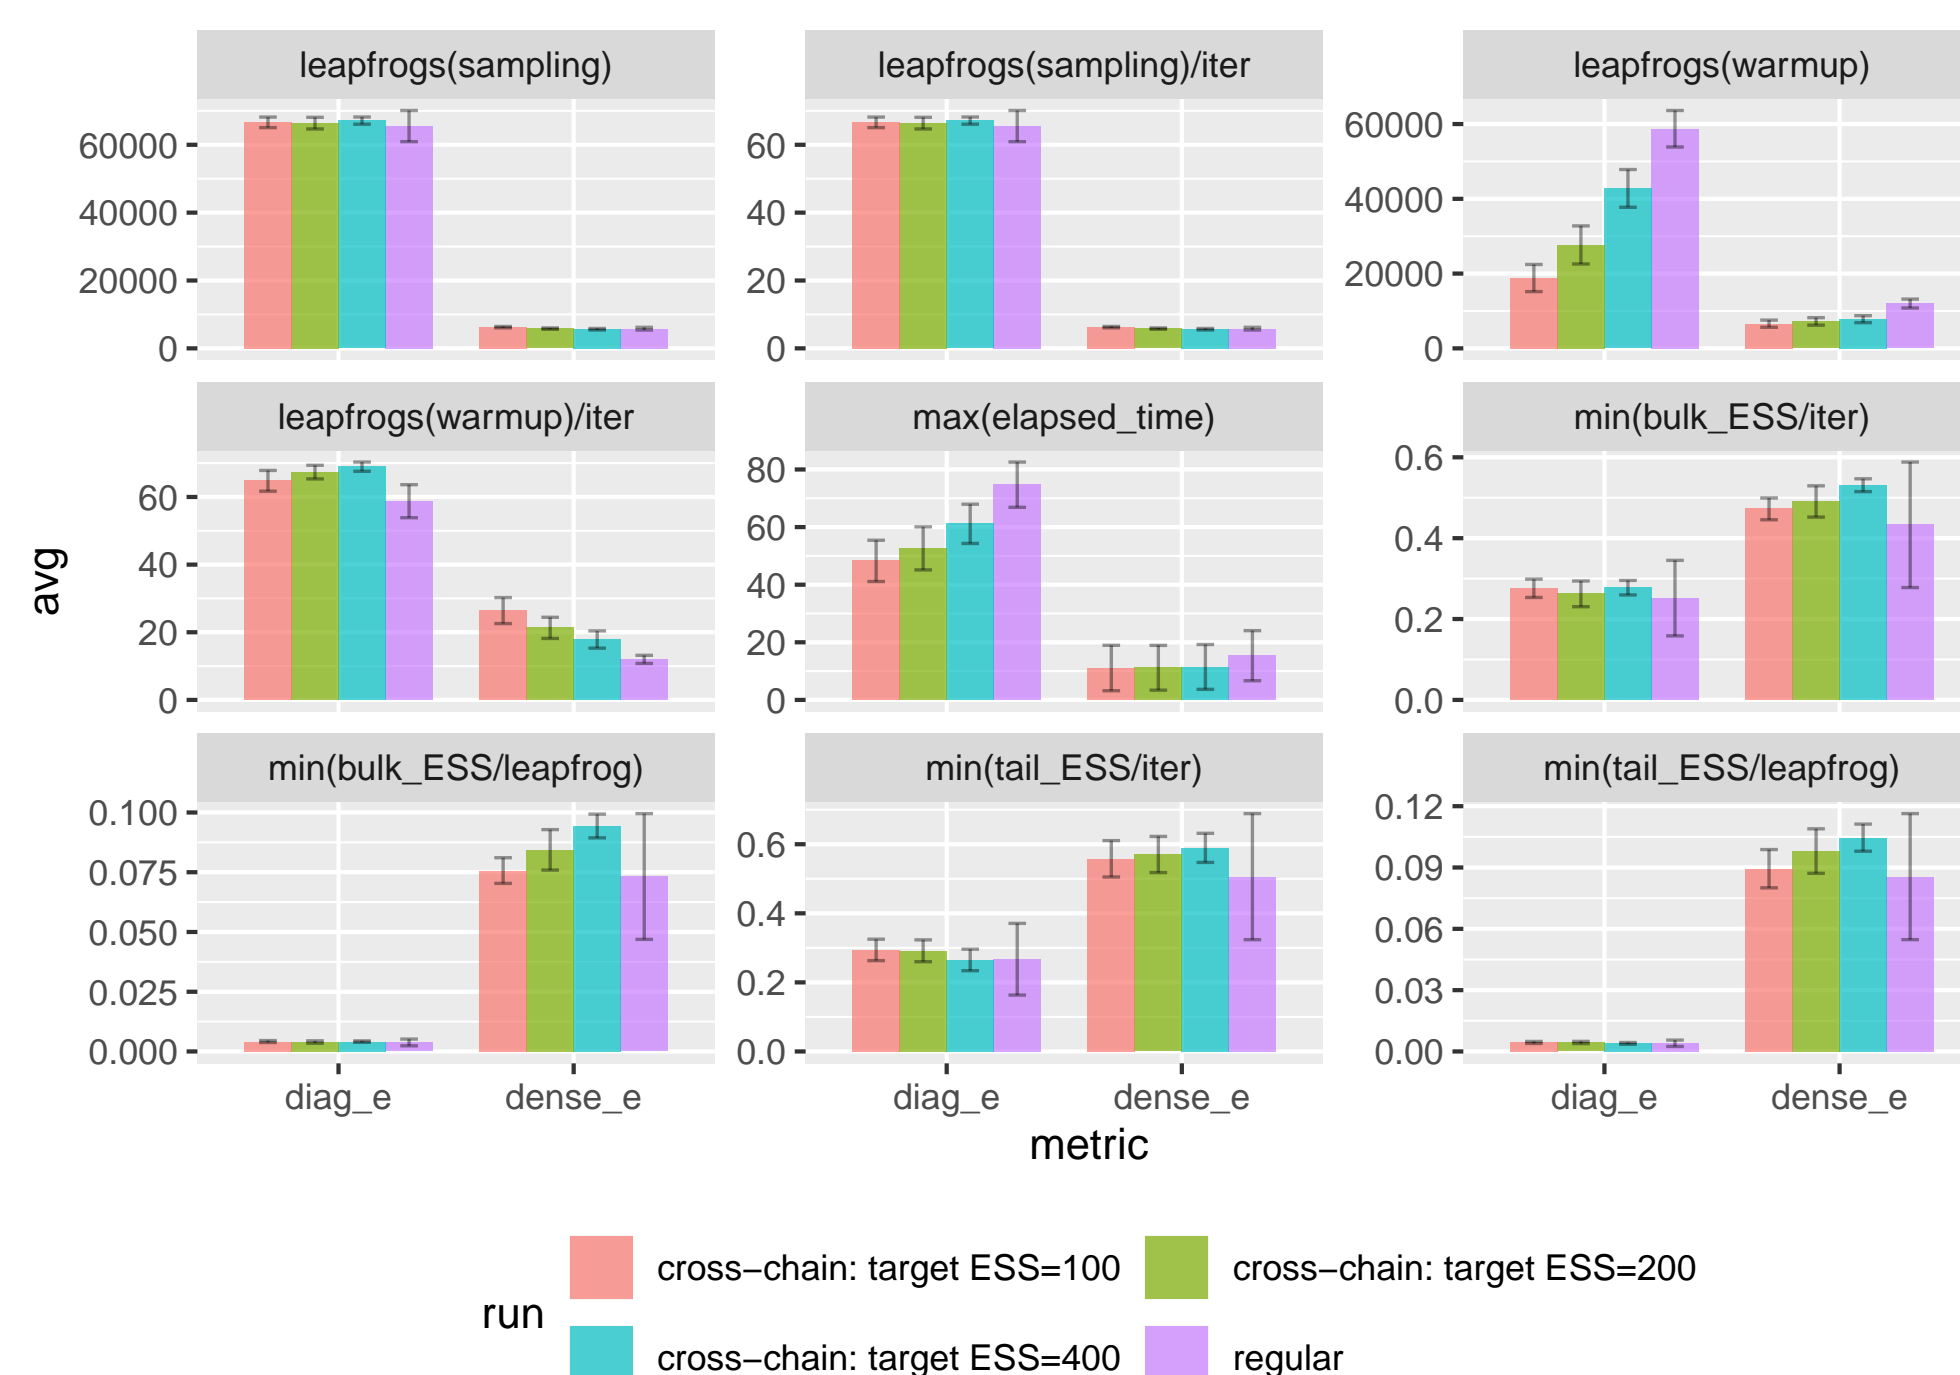 leapfrogs(sampling)
leapfrogs(sampling)/iter
leapfrogs(warmup)
60000
40000
20000
0
60
40
20
0
60000
40000
20000
0
leapfrogs(warmup)/iter
max(elapsed_time)
min(bulk_ESS/iter)
60
40
20
0
80
60
40
20
0
0.6
0.4
0.2
0.0
avg
min(bulk_ESS/leapfrog)
min(tail_ESS/iter)
min(tail_ESS/leapfrog)
0.100
0.075
0.050
0.025
0.000
0.6
0.4
0.2
0.0
0.12
0.09
0.06
0.03
0.00
diag_e dense_e
diag_e dense_e
diag_e dense_e
metric
run
cross−chain: target ESS=100
cross−chain: target ESS=200
cross−chain: target ESS=400
regular